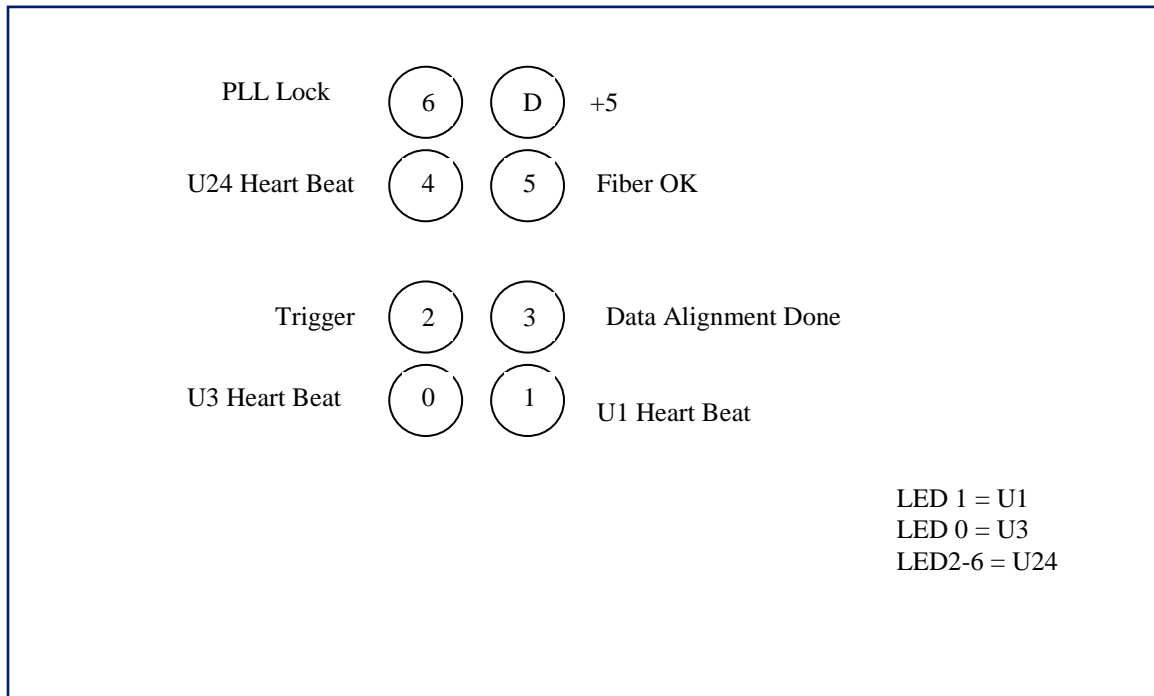 PLL Lock 6 D +5
U24 Heart Beat 4 5 Fiber OK
Trigger 2 3 Data Alignment Done
U3 Heart Beat 0 1 U1 Heart Beat
LED 1 = U1
LED 0 = U3
LED2-6 = U24